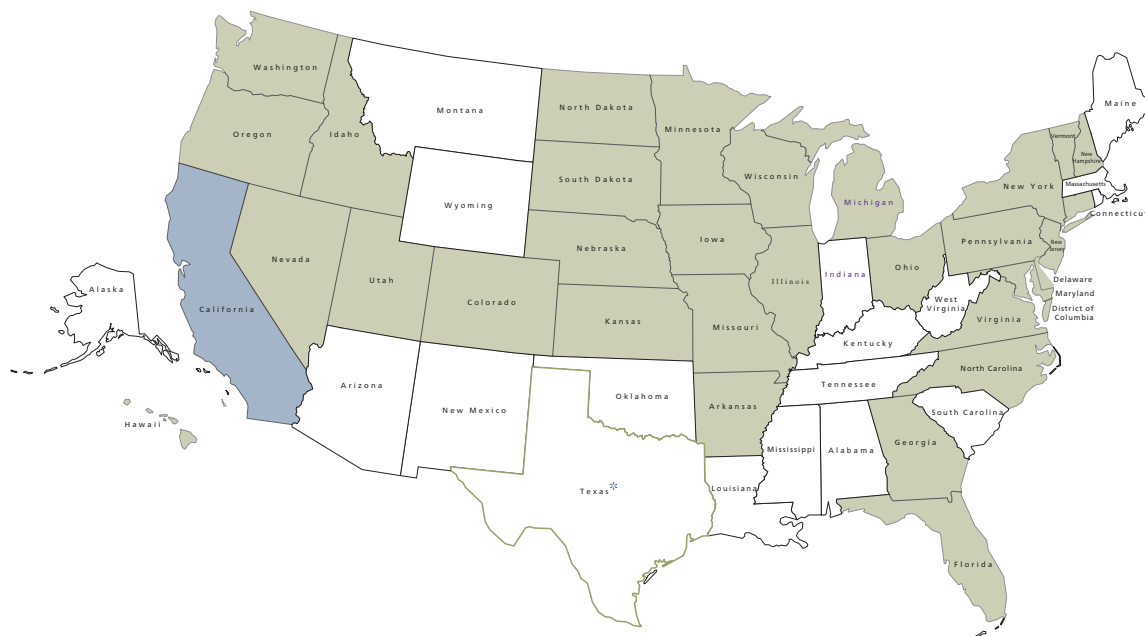 Washington
Oregon
Idaho
Montana
North Dakota
Minnesota
Maine
Vermont
New
Hampshire
Wisconsin
South Dakota
Wyoming
Michigan
New York
Massachusetts
Connecticut
Nebraska
Iowa
Pennsylvania
New
Jersey
Nevada
Utah
Colorado
Illinois
Indiana
Ohio
Delaware
Maryland
District of
Columbia
Alaska
California
Kansas
Missouri
West
Virginia
Virginia
Kentucky
Arizona
New Mexico
Oklahoma
Arkansas
Tennessee
North Carolina
South Carolina
Hawaii
Texas*
Louisiana
Mississippi
Alabama
Georgia
Florida